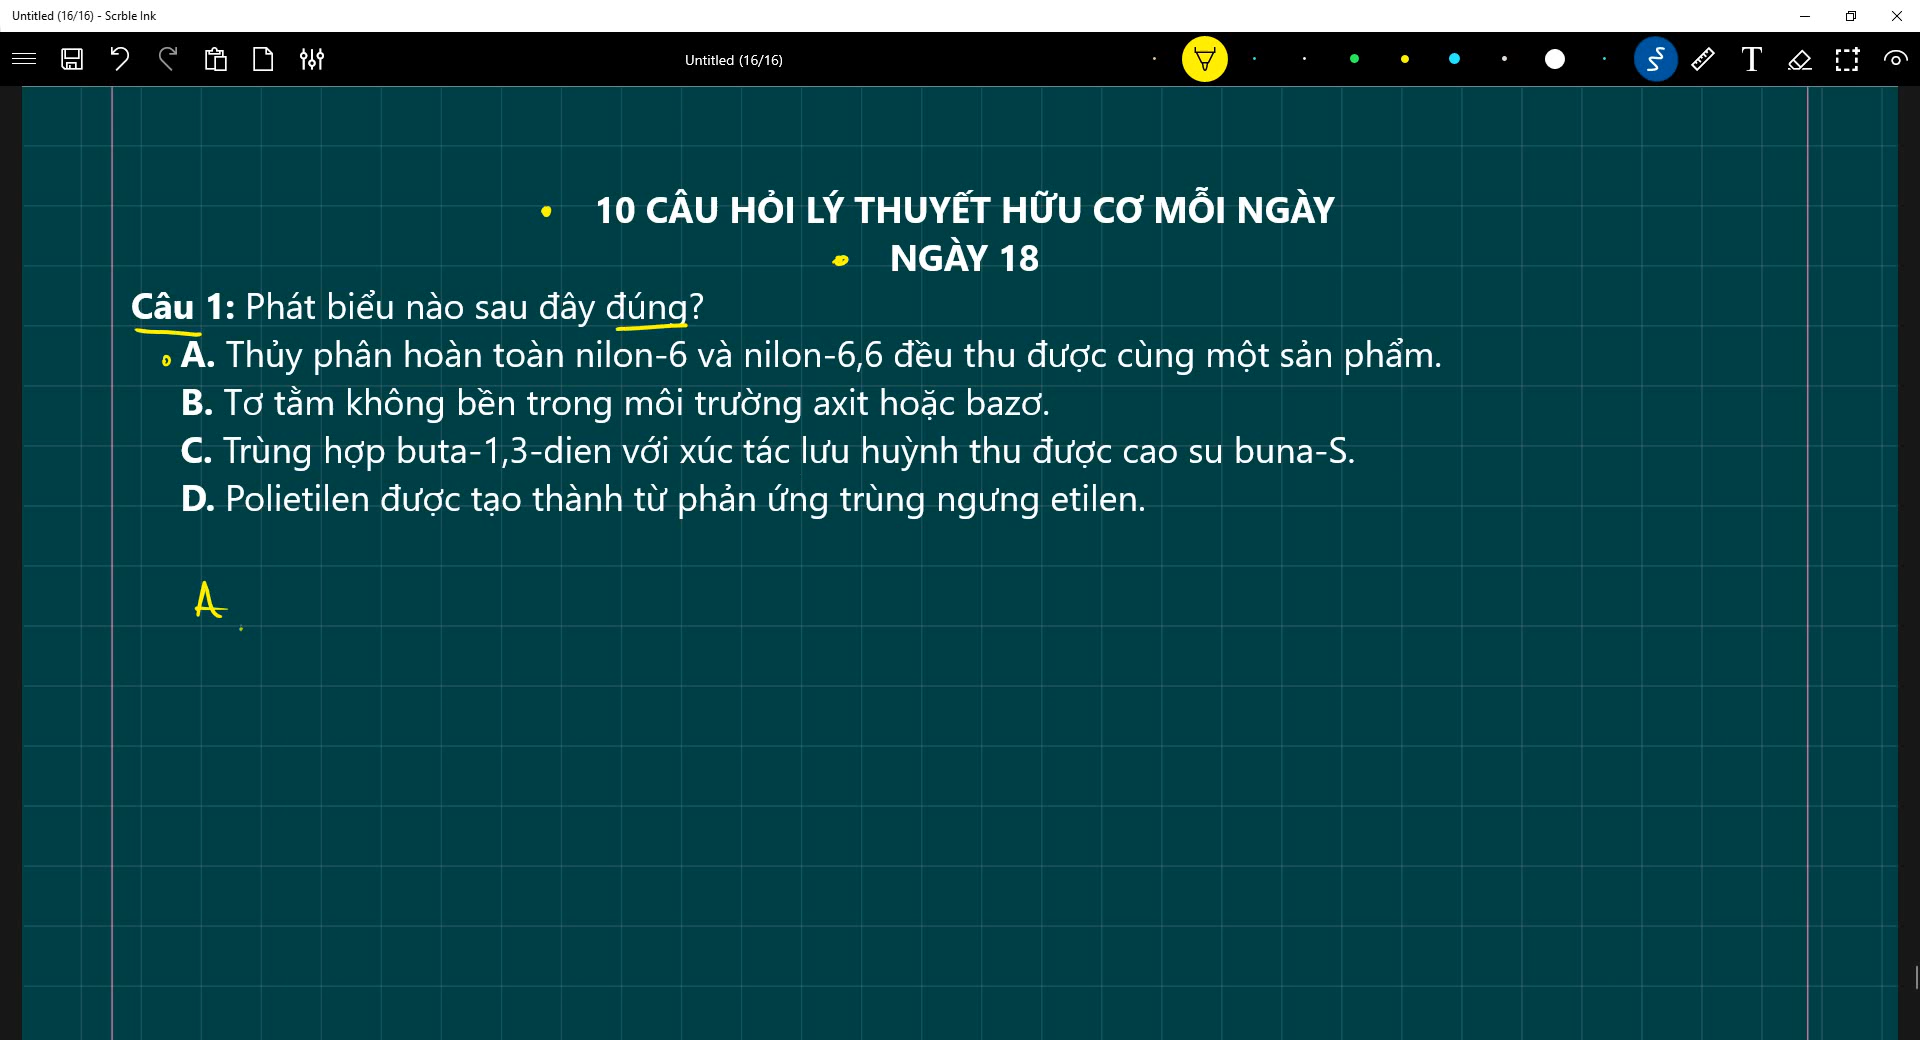 Untitled (16/16) - Scrble Ink
Untitled (16/16)
T
10 CÂU HỎI LÝ THUYẾT HỮU CƠ MỖI NGÀY
NGÀY 18
Câu 1: Phát biểu nào sau đây đúng?
A. Thủy phân hoàn toàn nilon-6 và nilon-6,6 đều thu được cùng một sản phẩm.
B. Tơ tằm không bền trong môi trường axit hoặc bazơ.
C. Trùng hợp buta-1,3-dien với xúc tác lưu huỳnh thu được cao su buna-S.
D. Polietilen được tạo thành từ phản ứng trùng ngưng etilen.
A